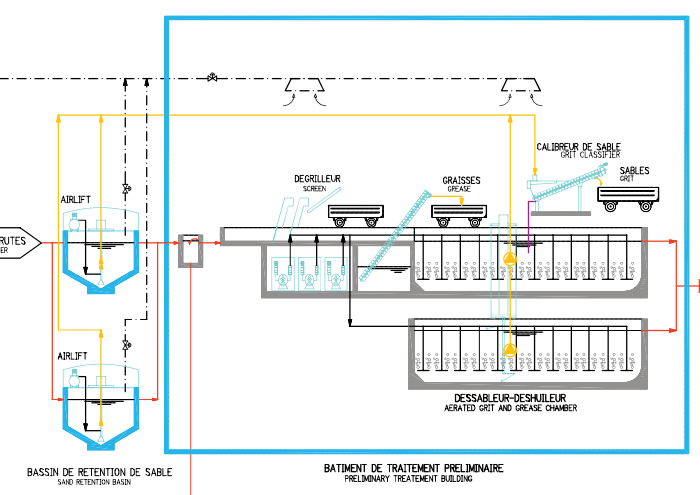 CALIBREUR DE SABLE
GRIT CLASSIFIER
DEGRILLEUR
SCREEN
GRAISSES
GREASE
SABLES
GRIT
AIRLIFT
RUTES
ER
AIRLIFT
DESSABLEUR-DESHUILEUR
AERATED GRIT AND GREASE CHAMBER
BASSIN DE RETENTION DE SABLE
SAND RETENTION BASIN
BATIMENT DE TRAITEMENT PRELIMINAIRE
PRELIMINARY TREATEMENT BUILDING